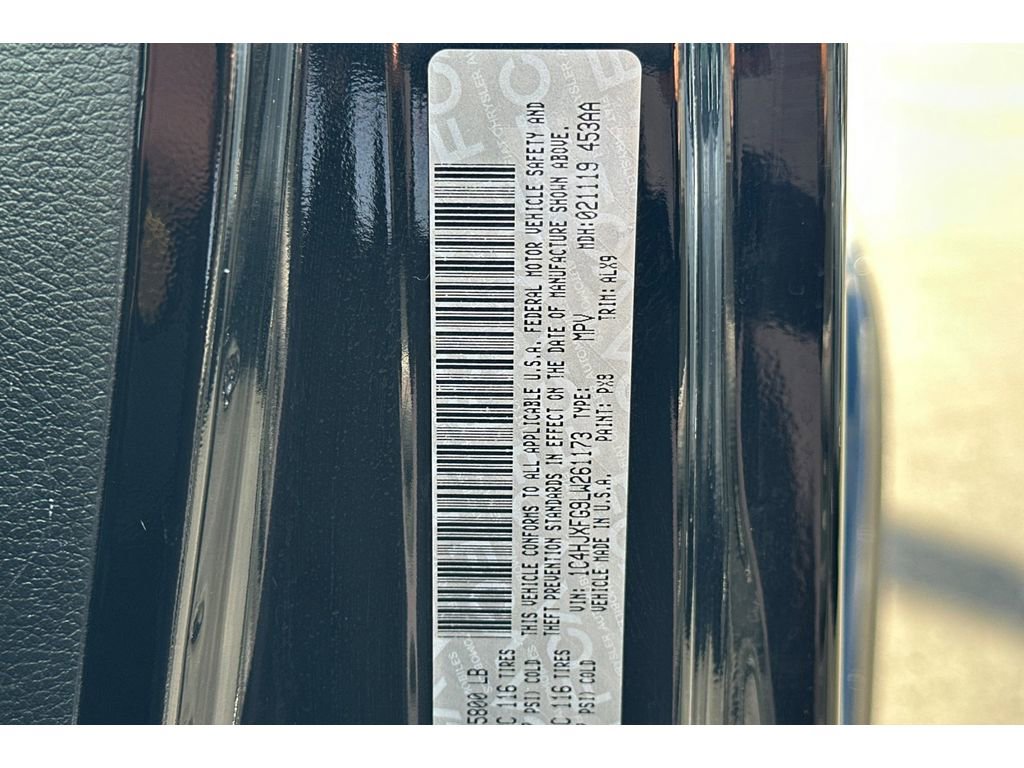 5800 LB
C 116 TIRES
PSI) COLD
C 116 TIRES
PSI) COLD
THIS VEHICLE CONFORMS TO ALL APPLICABLE U.S.A. FEDERAL MOTOR VEHICLE SAFETY AND
THEFT PREVENTION STANDARDS IN EFFECT ON THE DATE OF MANUFACTURE SHOWN ABOVE.
VIN: 1C4HJXFG9LW261173 TYPE: MPV MDH:021119 453AA
VEHICLE MADE IN U.S.A. PAINT: PX8 TRIM: ALX9